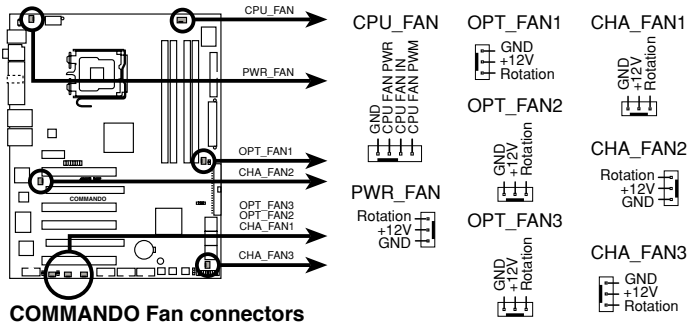 CPU_FAN
PWR_FAN
OPT_FAN1
CHA_FAN2
OPT_FAN3
OPT_FAN2
CHA_FAN1
CHA_FAN3
COMMANDO
COMMANDO Fan connectors
CPU_FAN
GND
CPU FAN PWR
CPU FAN IN
CPU FAN PWM
PWR_FAN
Rotation
+12V
GND
OPT_FAN1
GND
+12V
Rotation
OPT_FAN2
GND
+12V
Rotation
OPT_FAN3
GND
+12V
Rotation
CHA_FAN1
GND
+12V
Rotation
CHA_FAN2
Rotation
+12V
GND
CHA_FAN3
GND
+12V
Rotation